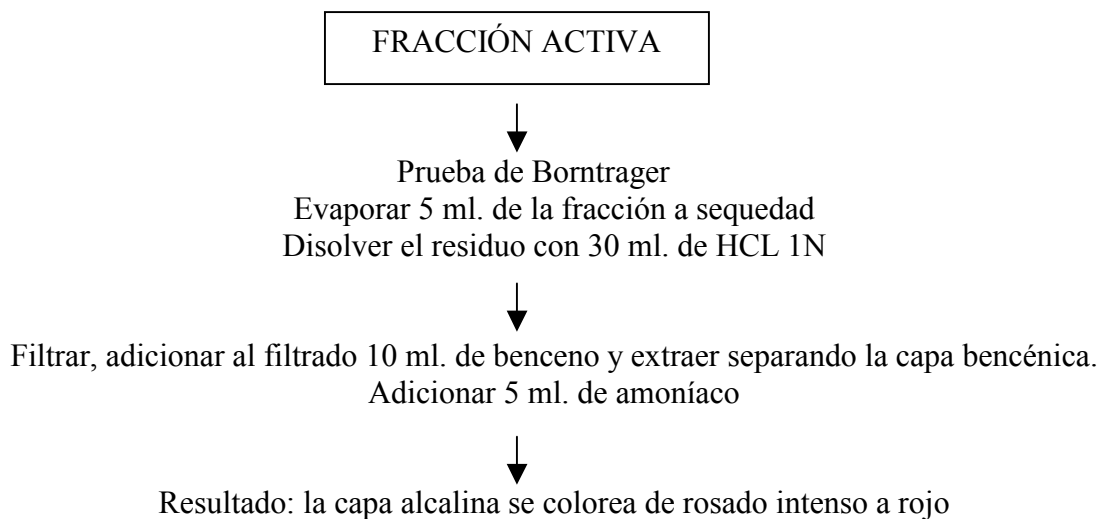 FRACCIÓN ACTIVA
Prueba de Borntrager
Evaporar 5 ml. de la fracción a sequedad
Disolver el residuo con 30 ml. de HCL 1N
Filtrar, adicionar al filtrado 10 ml. de benceno y extraer separando la capa bencénica.
Adicionar 5 ml. de amoníaco
Resultado: la capa alcalina se colorea de rosado intenso a rojo